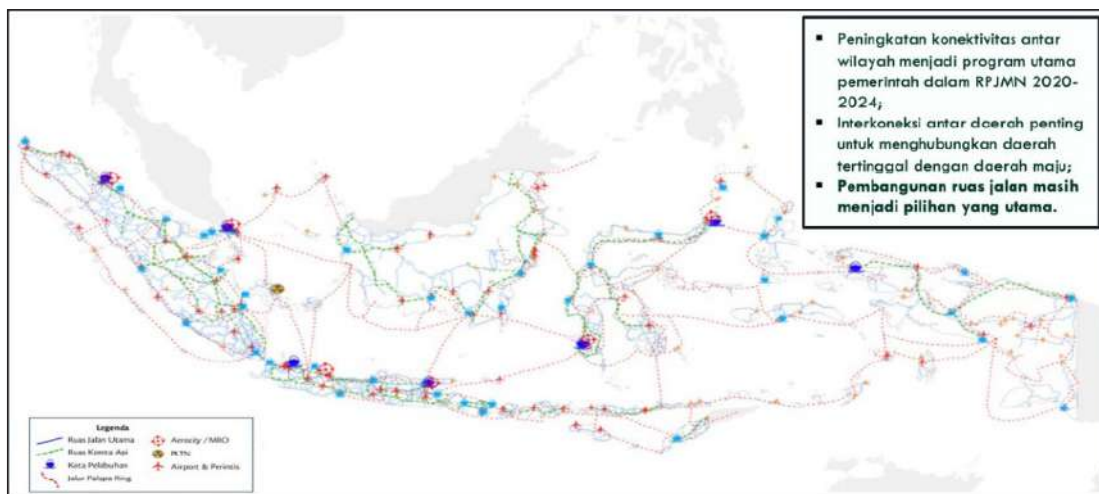 Peningkatan konektivitas antar
wilayah menjadi program utama
pemerintah dalam RPJMN 2020-
2024;
Interkoneksi antar daerah penting
untuk menghubungkan daerah
tertinggal dengan daerah maju;
Pembangunan ruas jalan masih
menjadi pilihan yang utama.
Legenda
Ruas Jalan Utama
Ruas Kereta Api
Kota Pelabuhan
Jalur Palapa Ring
Aerocity / MRO
Airport & Perintis